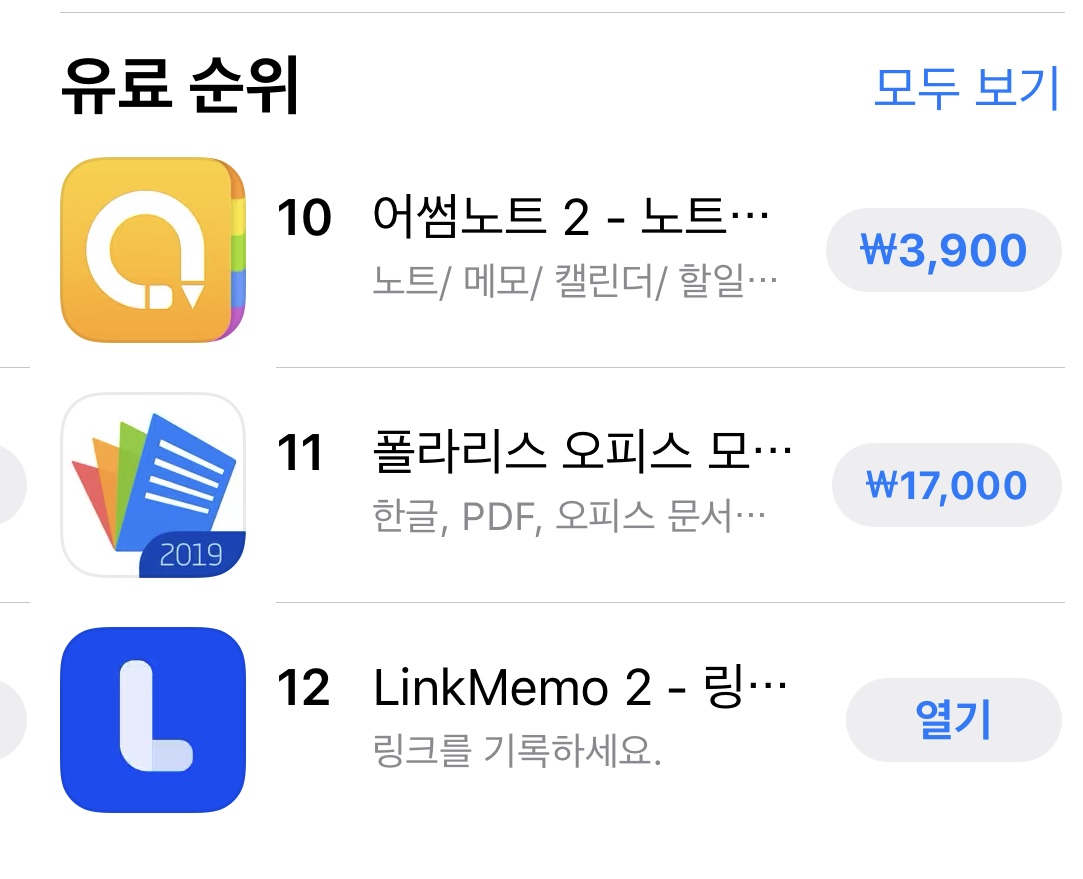 유료 순위
모두 보기
10 어썸노트 2 - 노트…
노트/ 메모/ 캘린더/ 할일…
₩3,900
11 폴라리스 오피스 모…
한글, PDF, 오피스 문서…
₩17,000
2019
12 LinkMemo 2 - 링…
링크를 기록하세요.
열기